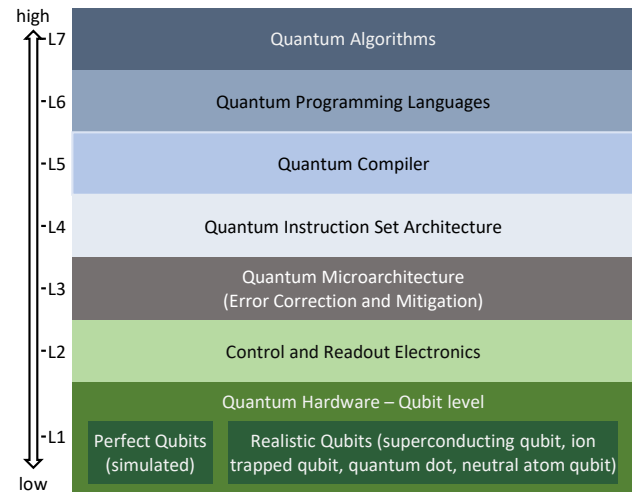 high
L7
Quantum Algorithms
L6
Quantum Programming Languages
L5
Quantum Compiler
L4
Quantum Instruction Set Architecture
L3
Quantum Microarchitecture
(Error Correction and Mitigation)
L2
Control and Readout Electronics
Quantum Hardware – Qubit level
L1
Perfect Qubits
(simulated)
Realistic Qubits (superconducting qubit, ion
trapped qubit, quantum dot, neutral atom qubit)
low